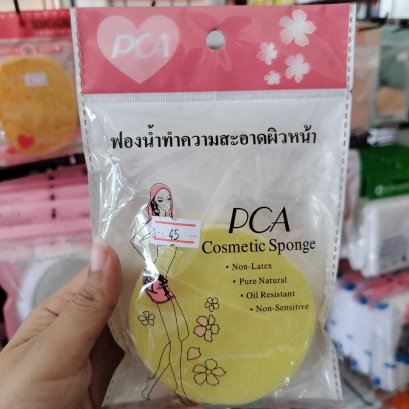 PCA
PCA
ฟองน้ำทำความสะอาดผิวหน้า
PCA
Cosmetic Sponge
• Non-Latex
• Pure Natural
• Oil Resistant
• Non-Sensitive
45